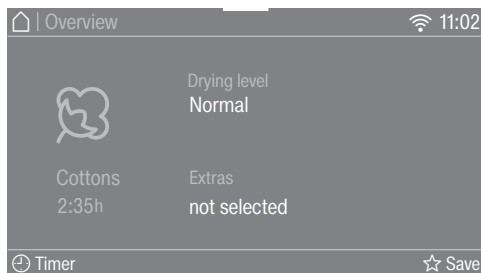 | Overview 11:02
Drying level
Normal
Cottons
2:35h
Extras
not selected
Timer Save